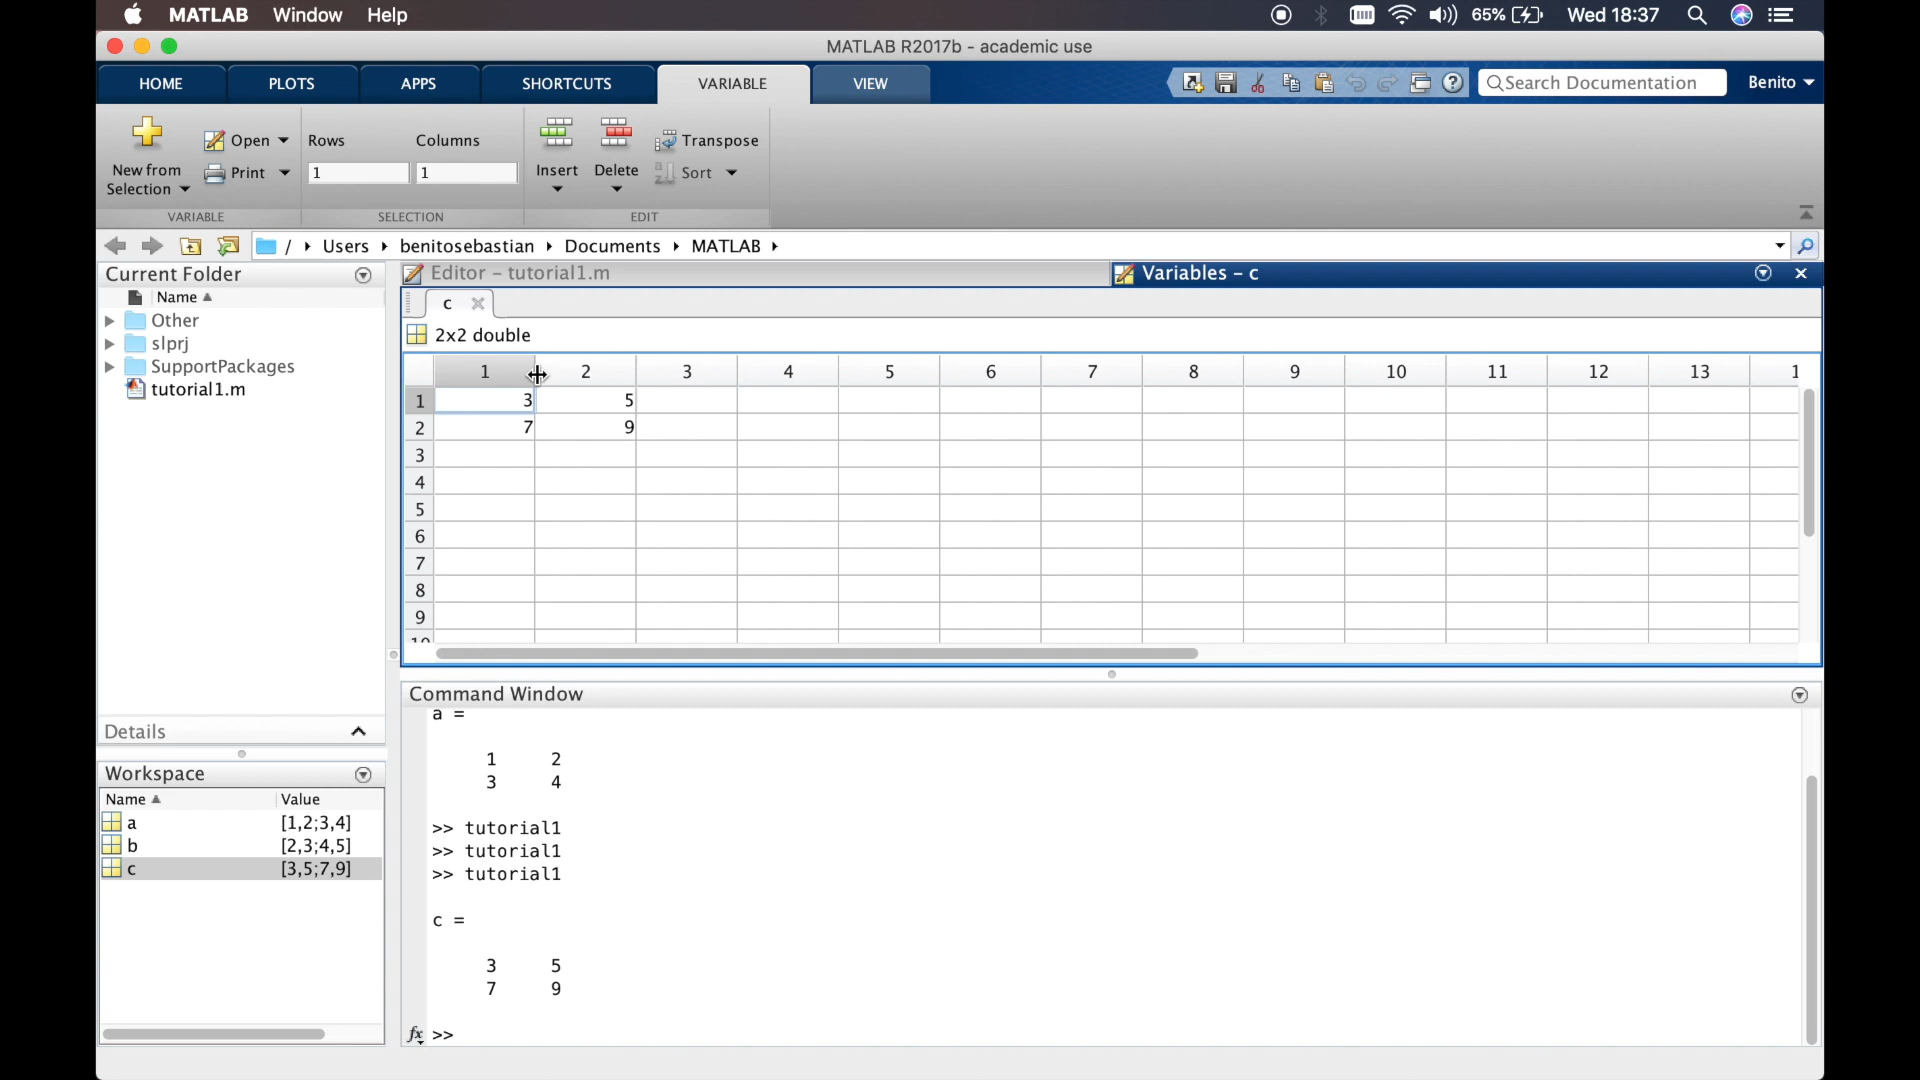 MATLAB Window Help 65% Wed 18:37
MATLAB R2017b - academic use
HOME PLOTS APPS SHORTCUTS VARIABLE VIEW Search Documentation Benito
New from Selection Open Print Rows Columns 1 1 Insert Delete Transpose Sort
VARIABLE SELECTION EDIT
/ Users benitosebastian Documents MATLAB
Current Folder
Name
Other
slprj
SupportPackages
tutorial1.m
Details
Workspace
Name Value
a [1,2;3,4]
b [2,3;4,5]
c [3,5;7,9]
Editor - tutorial1.m Variables - c
c
2x2 double
1 2 3 4 5 6 7 8 9 10 11 12 13 1
1 3 5
2 7 9
3
4
5
6
7
8
9
10
Command Window
a =
1 2
3 4
>> tutorial1
>> tutorial1
>> tutorial1
c =
3 5
7 9
fx >>